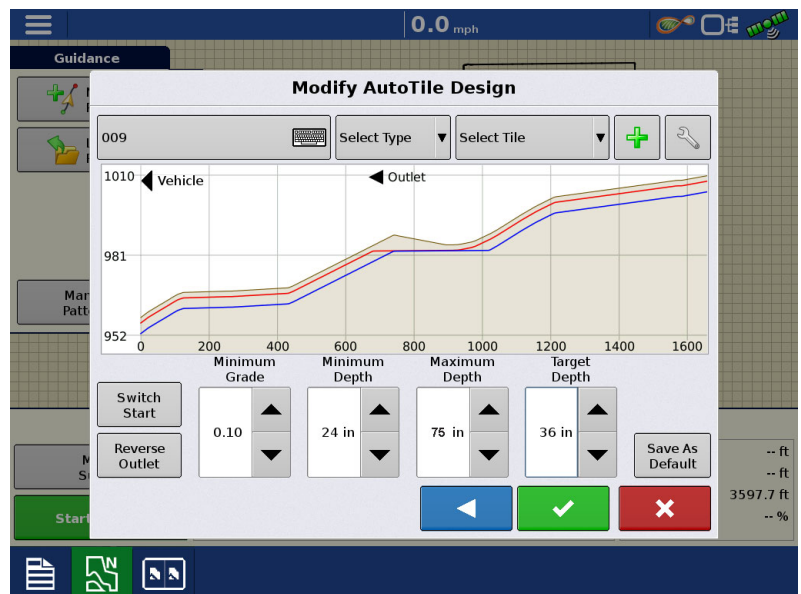 0.0 mph
Guidance
Modify AutoTile Design
009
Select Type
Select Tile
1010
Vehicle
Outlet
981
952
0 200 400 600 800 1000 1200 1400 1600
Minimum Grade
Minimum Depth
Maximum Depth
Target Depth
Switch Start
0.10
24 in
75 in
36 in
Reverse Outlet
Save As Default
Mar
Patt
M
S
Start
-- ft
-- ft
3597.7 ft
-- %
N